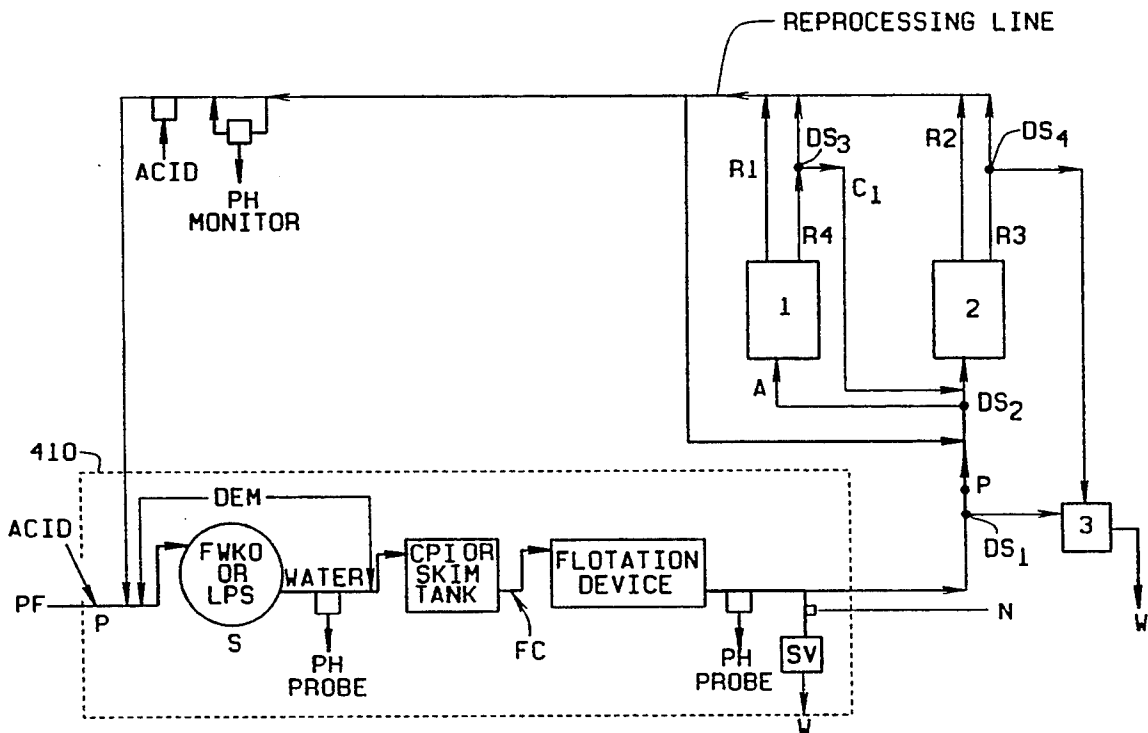 REPROCESSING LINE
ACID
PH
MONITOR
R1
DS3
C1
R4
R2
DS4
R3
1
2
A
DS2
410
DEM
P
ACID
FWKO
OR
LPS
WATER
CPI OR
SKIM
TANK
FLOTATION
DEVICE
DS1
3
PF
P
S
PH
PROBE
FC
PH
PROBE
SV
N
W
W